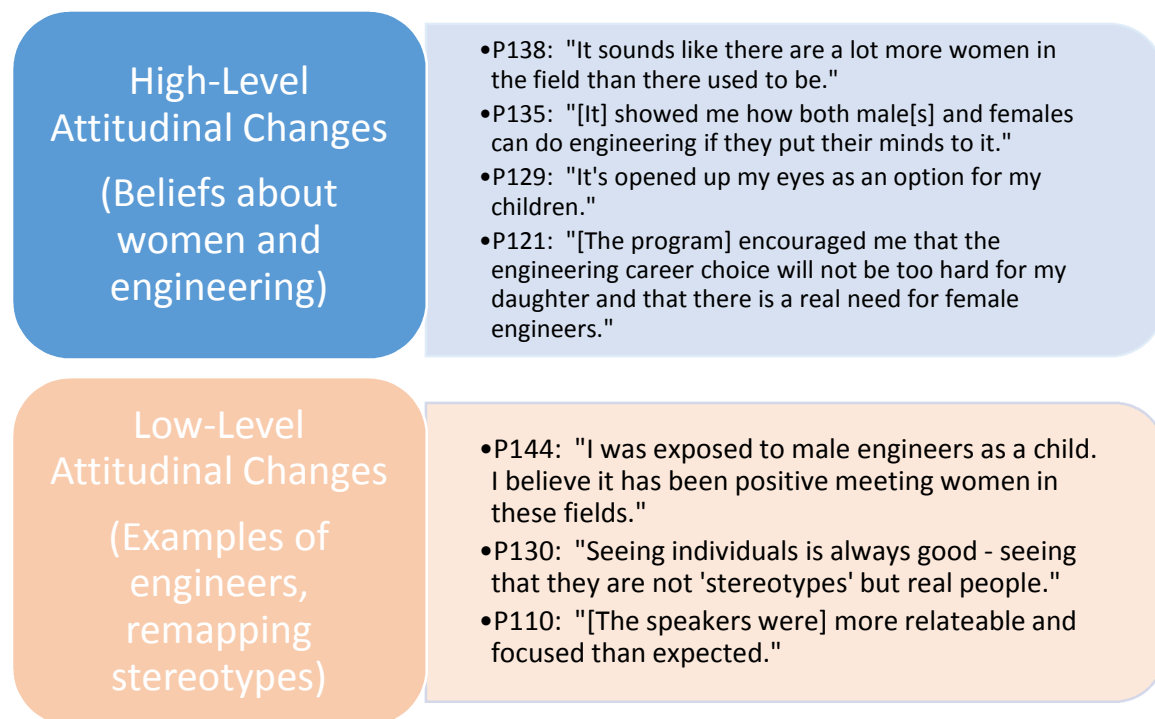 High-Level
Attitudinal Changes
(Beliefs about
women and
engineering)
•P138: "It sounds like there are a lot more women in
the field than there used to be."
•P135: "[It] showed me how both male[s] and females
can do engineering if they put their minds to it."
•P129: "It's opened up my eyes as an option for my
children."
•P121: "[The program] encouraged me that the
engineering career choice will not be too hard for my
daughter and that there is a real need for female
engineers."
Low-Level
Attitudinal Changes
(Examples of
engineers,
remapping
stereotypes)
•P144: "I was exposed to male engineers as a child.
I believe it has been positive meeting women in
these fields."
•P130: "Seeing individuals is always good - seeing
that they are not 'stereotypes' but real people."
•P110: "[The speakers were] more relateable and
focused than expected."